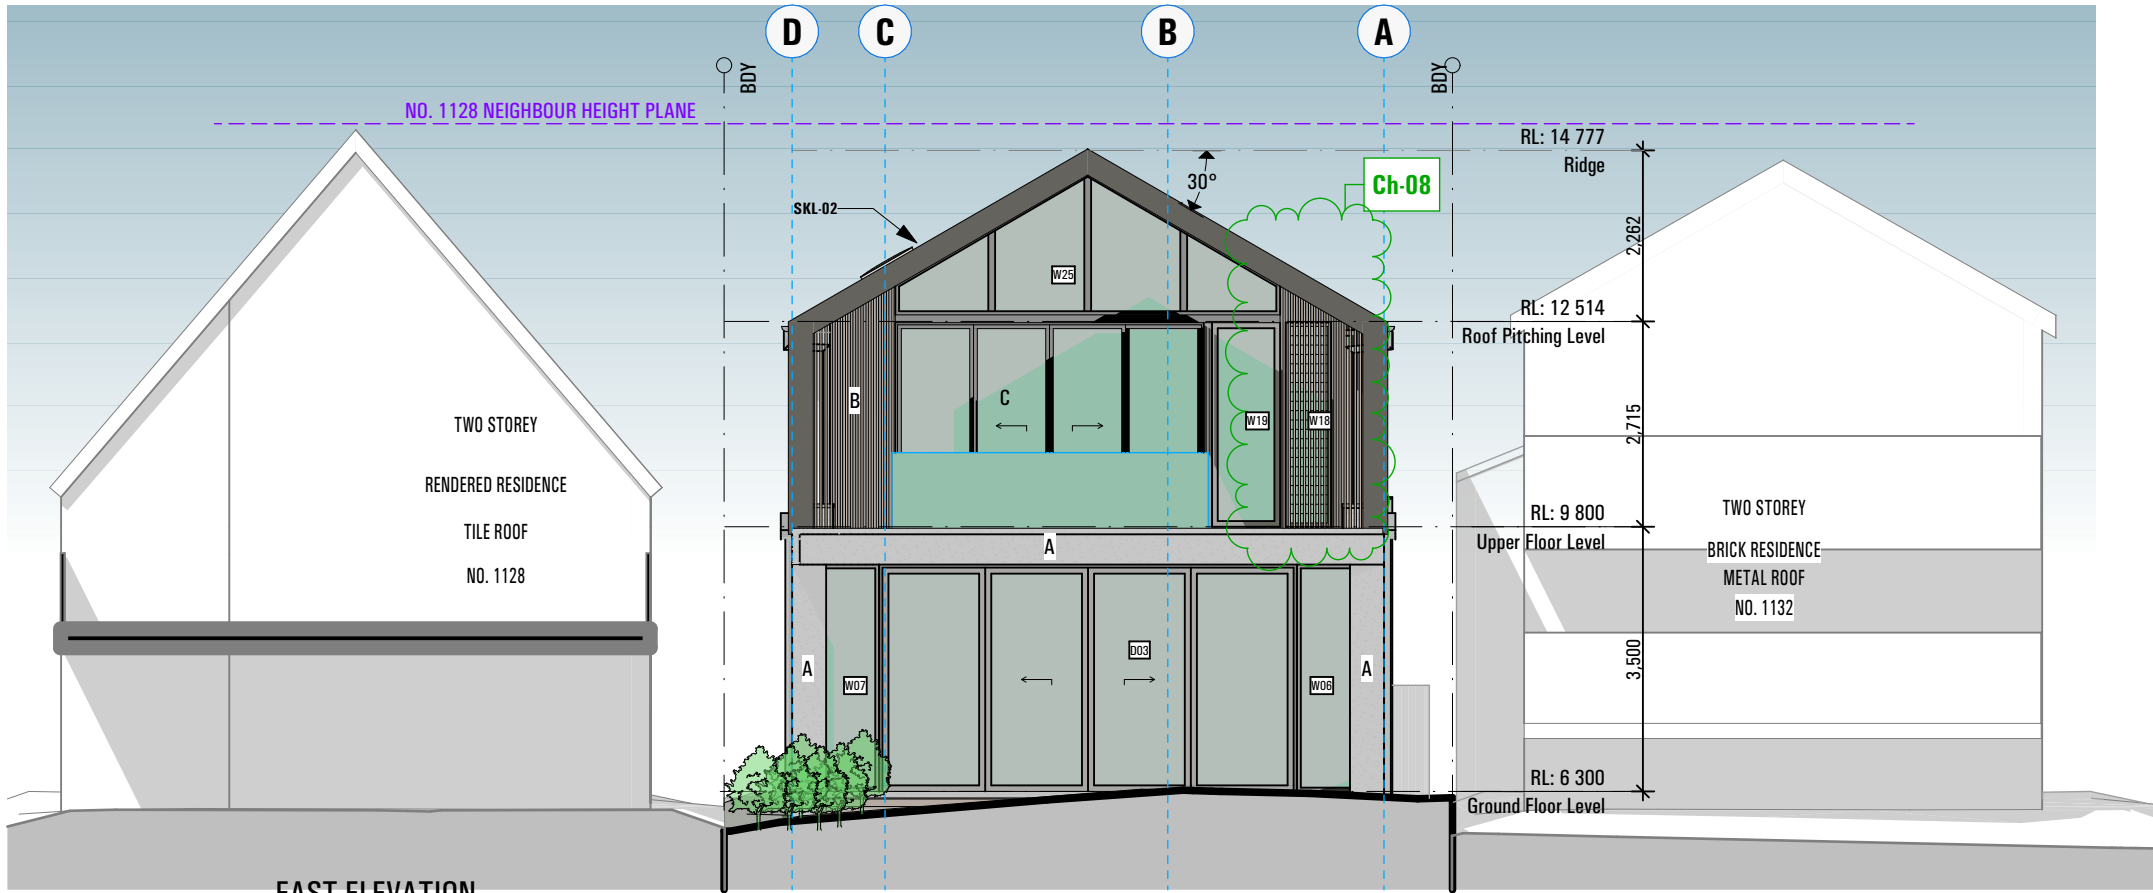 D
C
B
A
BDY
BDY
NO. 1128 NEIGHBOUR HEIGHT PLANE
RL: 14 777
Ridge
30°
Ch-08
SKL-02
2,262
W25
RL: 12 514
Roof Pitching Level
B
C
W19
W18
2,715
TWO STOREY
RENDERED RESIDENCE
TILE ROOF
NO. 1128
RL: 9 800
Upper Floor Level
A
TWO STOREY
BRICK RESIDENCE
METAL ROOF
NO. 1132
A
W07
D03
W06
A
3,500
RL: 6 300
Ground Floor Level
EAST ELEVATION